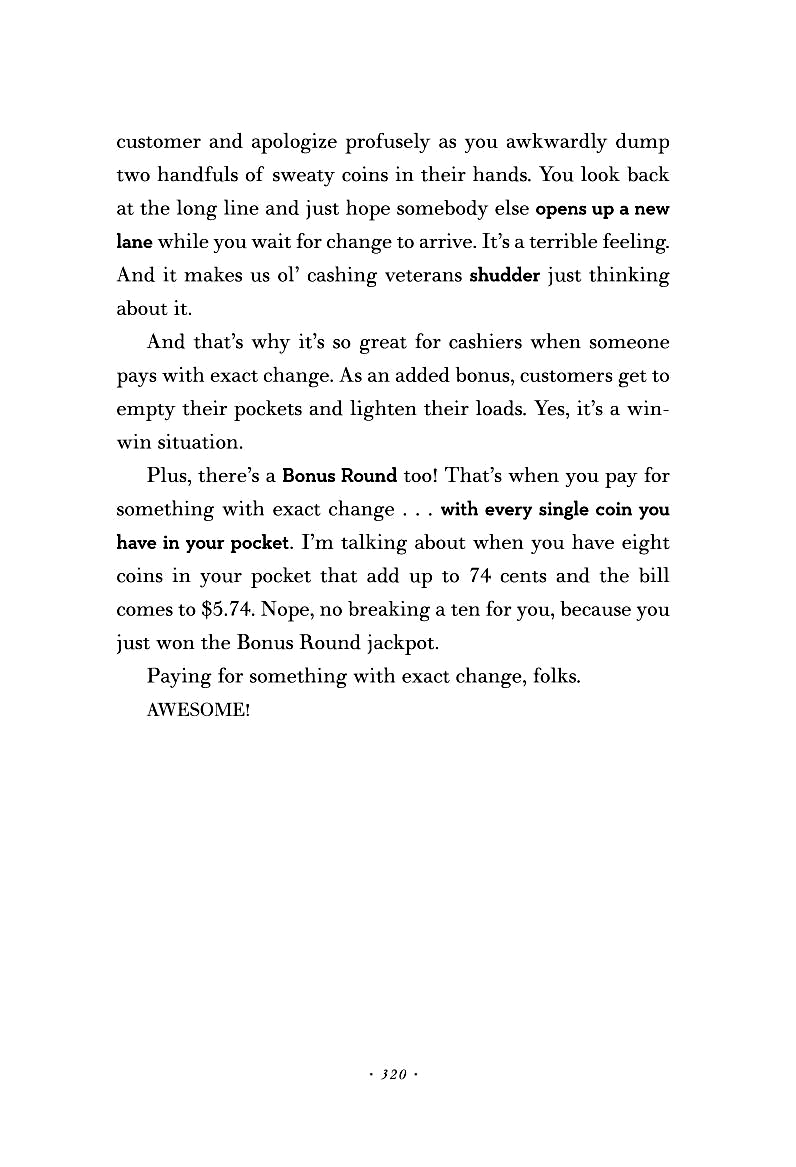 customer and apologize profusely as you awkwardly dump
two handfuls of sweaty coins in their hands. You look back
at the long line and just hope somebody else opens up a new
lane while you wait for change to arrive. It’s a terrible feeling.
And it makes us ol’ cashing veterans shudder just thinking
about it.
And that’s why it’s so great for cashiers when someone
pays with exact change. As an added bonus, customers get to
empty their pockets and lighten their loads. Yes, it’s a win-
win situation.
Plus, there’s a Bonus Round too! That’s when you pay for
something with exact change . . . with every single coin you
have in your pocket. I’m talking about when you have eight
coins in your pocket that add up to 74 cents and the bill
comes to $5.74. Nope, no breaking a ten for you, because you
just won the Bonus Round jackpot.
Paying for something with exact change, folks.
AWESOME!
· 320 ·